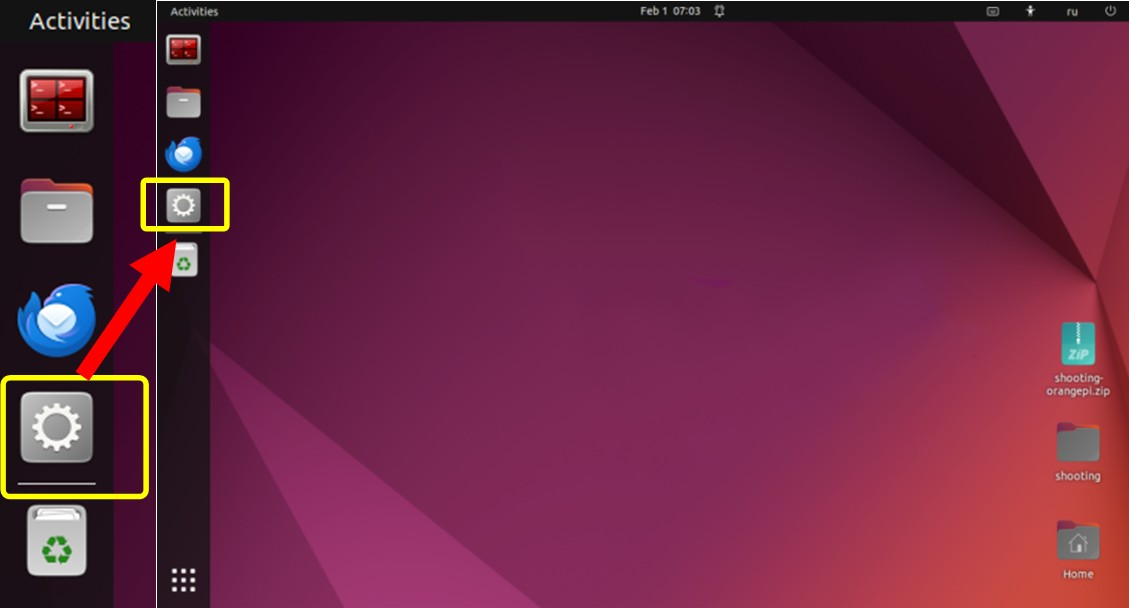 Activities
Activities
Feb 1 07:03
ru
ZiP
shooting-
orangepi.zip
shooting
Home